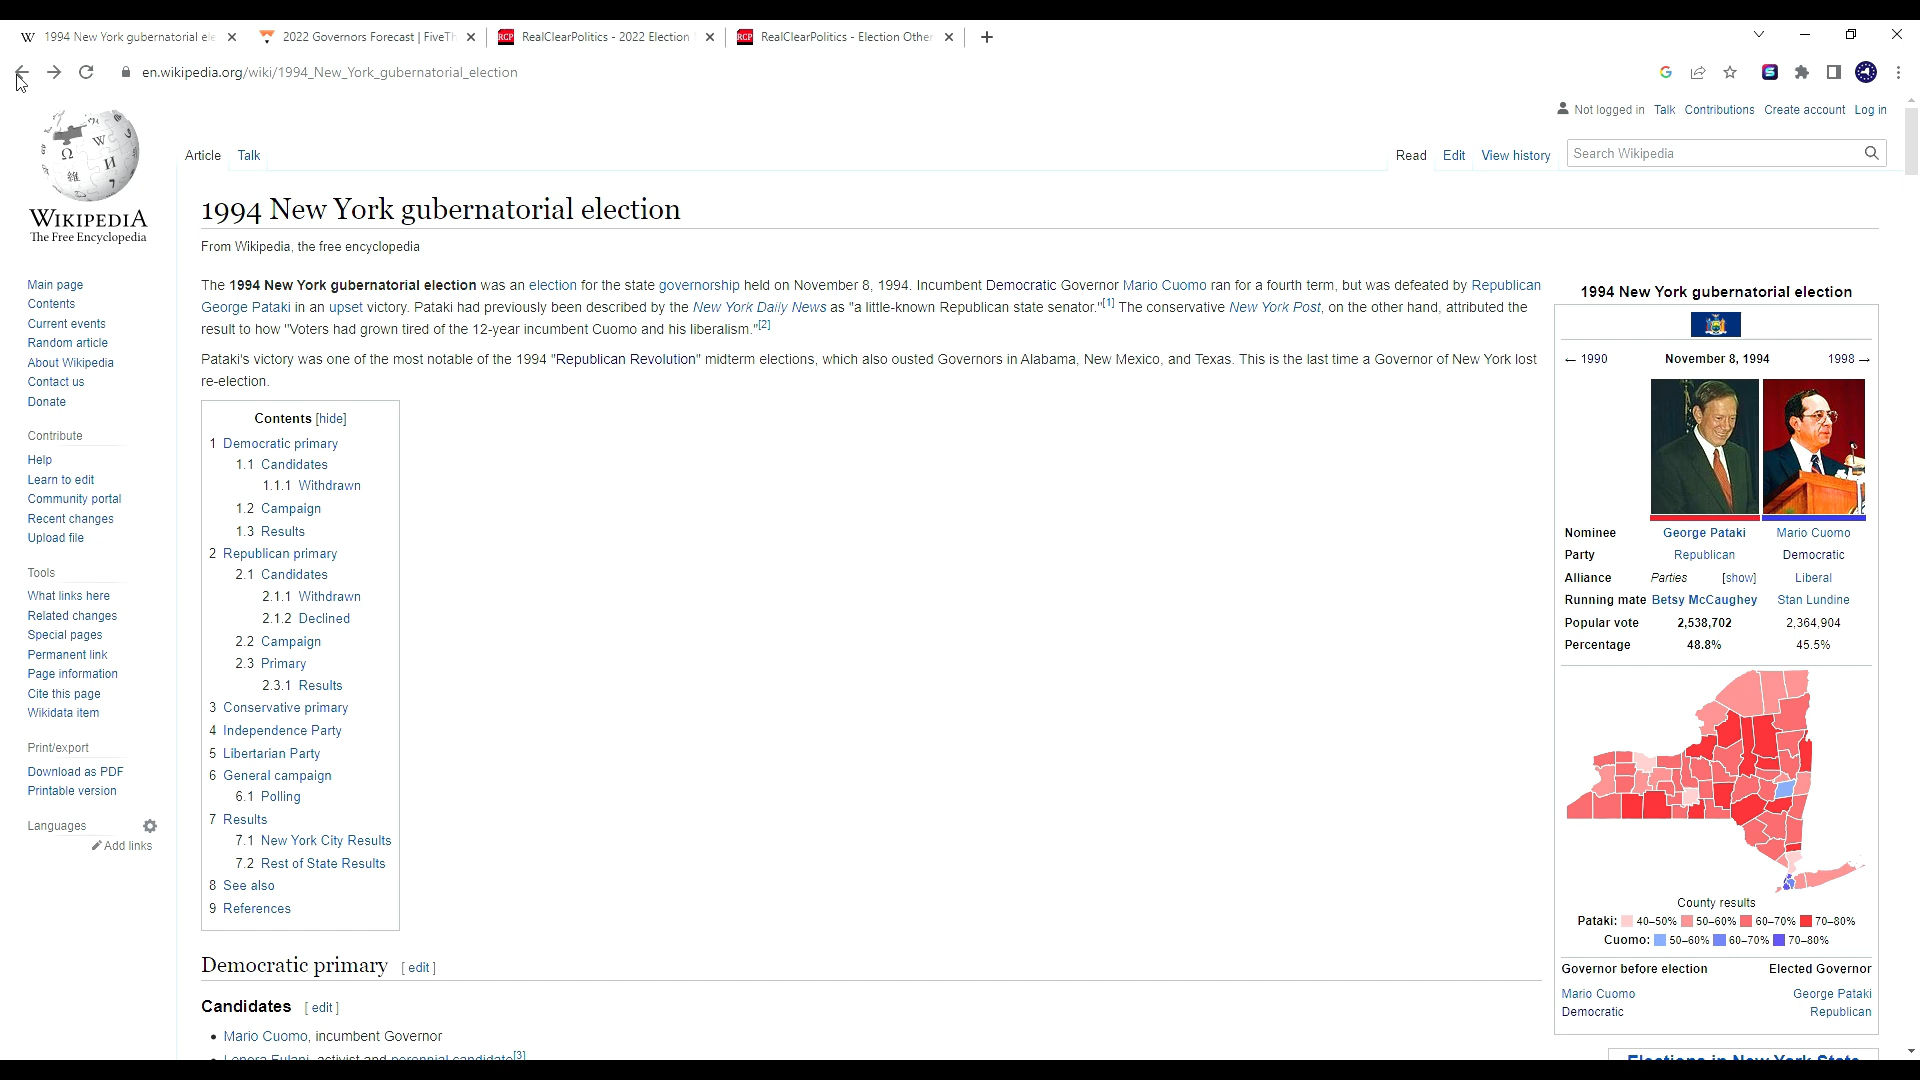 1994 New York gubernatorial ele
2022 Governors Forecast | FiveTh
RealClearPolitics - 2022 Election
RealClearPolitics - Election Other
en.wikipedia.org/wiki/1994_New_York_gubernatorial_election
Not logged in Talk Contributions Create account Log in
Article Talk
Read Edit View history
Search Wikipedia
WIKIPEDIA
The Free Encyclopedia
Main page
Contents
Current events
Random article
About Wikipedia
Contact us
Donate
Contribute
Help
Learn to edit
Community portal
Recent changes
Upload file
Tools
What links here
Related changes
Special pages
Permanent link
Page information
Cite this page
Wikidata item
Print/export
Download as PDF
Printable version
Languages
Add links
1994 New York gubernatorial election
From Wikipedia, the free encyclopedia
The 1994 New York gubernatorial election was an election for the state governorship held on November 8, 1994. Incumbent Democratic Governor Mario Cuomo ran for a fourth term, but was defeated by Republican
George Pataki in an upset victory. Pataki had previously been described by the New York Daily News as "a little-known Republican state senator."[1] The conservative New York Post, on the other hand, attributed the
result to how "Voters had grown tired of the 12-year incumbent Cuomo and his liberalism."[2]
Pataki's victory was one of the most notable of the 1994 "Republican Revolution" midterm elections, which also ousted Governors in Alabama, New Mexico, and Texas. This is the last time a Governor of New York lost
re-election.
Contents [hide]
1 Democratic primary
1.1 Candidates
1.1.1 Withdrawn
1.2 Campaign
1.3 Results
2 Republican primary
2.1 Candidates
2.1.1 Withdrawn
2.1.2 Declined
2.2 Campaign
2.3 Primary
2.3.1 Results
3 Conservative primary
4 Independence Party
5 Libertarian Party
6 General campaign
6.1 Polling
7 Results
7.1 New York City Results
7.2 Rest of State Results
8 See also
9 References
Democratic primary [ edit ]
Candidates [ edit ]
• Mario Cuomo, incumbent Governor
• Lenora Fulani, activist and perennial candidate[3]
1994 New York gubernatorial election
← 1990 November 8, 1994 1998 →
Nominee George Pataki Mario Cuomo
Party Republican Democratic
Alliance Parties [show] Liberal
Running mate Betsy McCaughey Stan Lundine
Popular vote 2,538,702 2,364,904
Percentage 48.8% 45.5%
County results
Pataki: 40–50% 50–60% 60–70% 70–80%
Cuomo: 50–60% 60–70% 70–80%
Governor before election Elected Governor
Mario Cuomo George Pataki
Democratic Republican
Elections in New York State